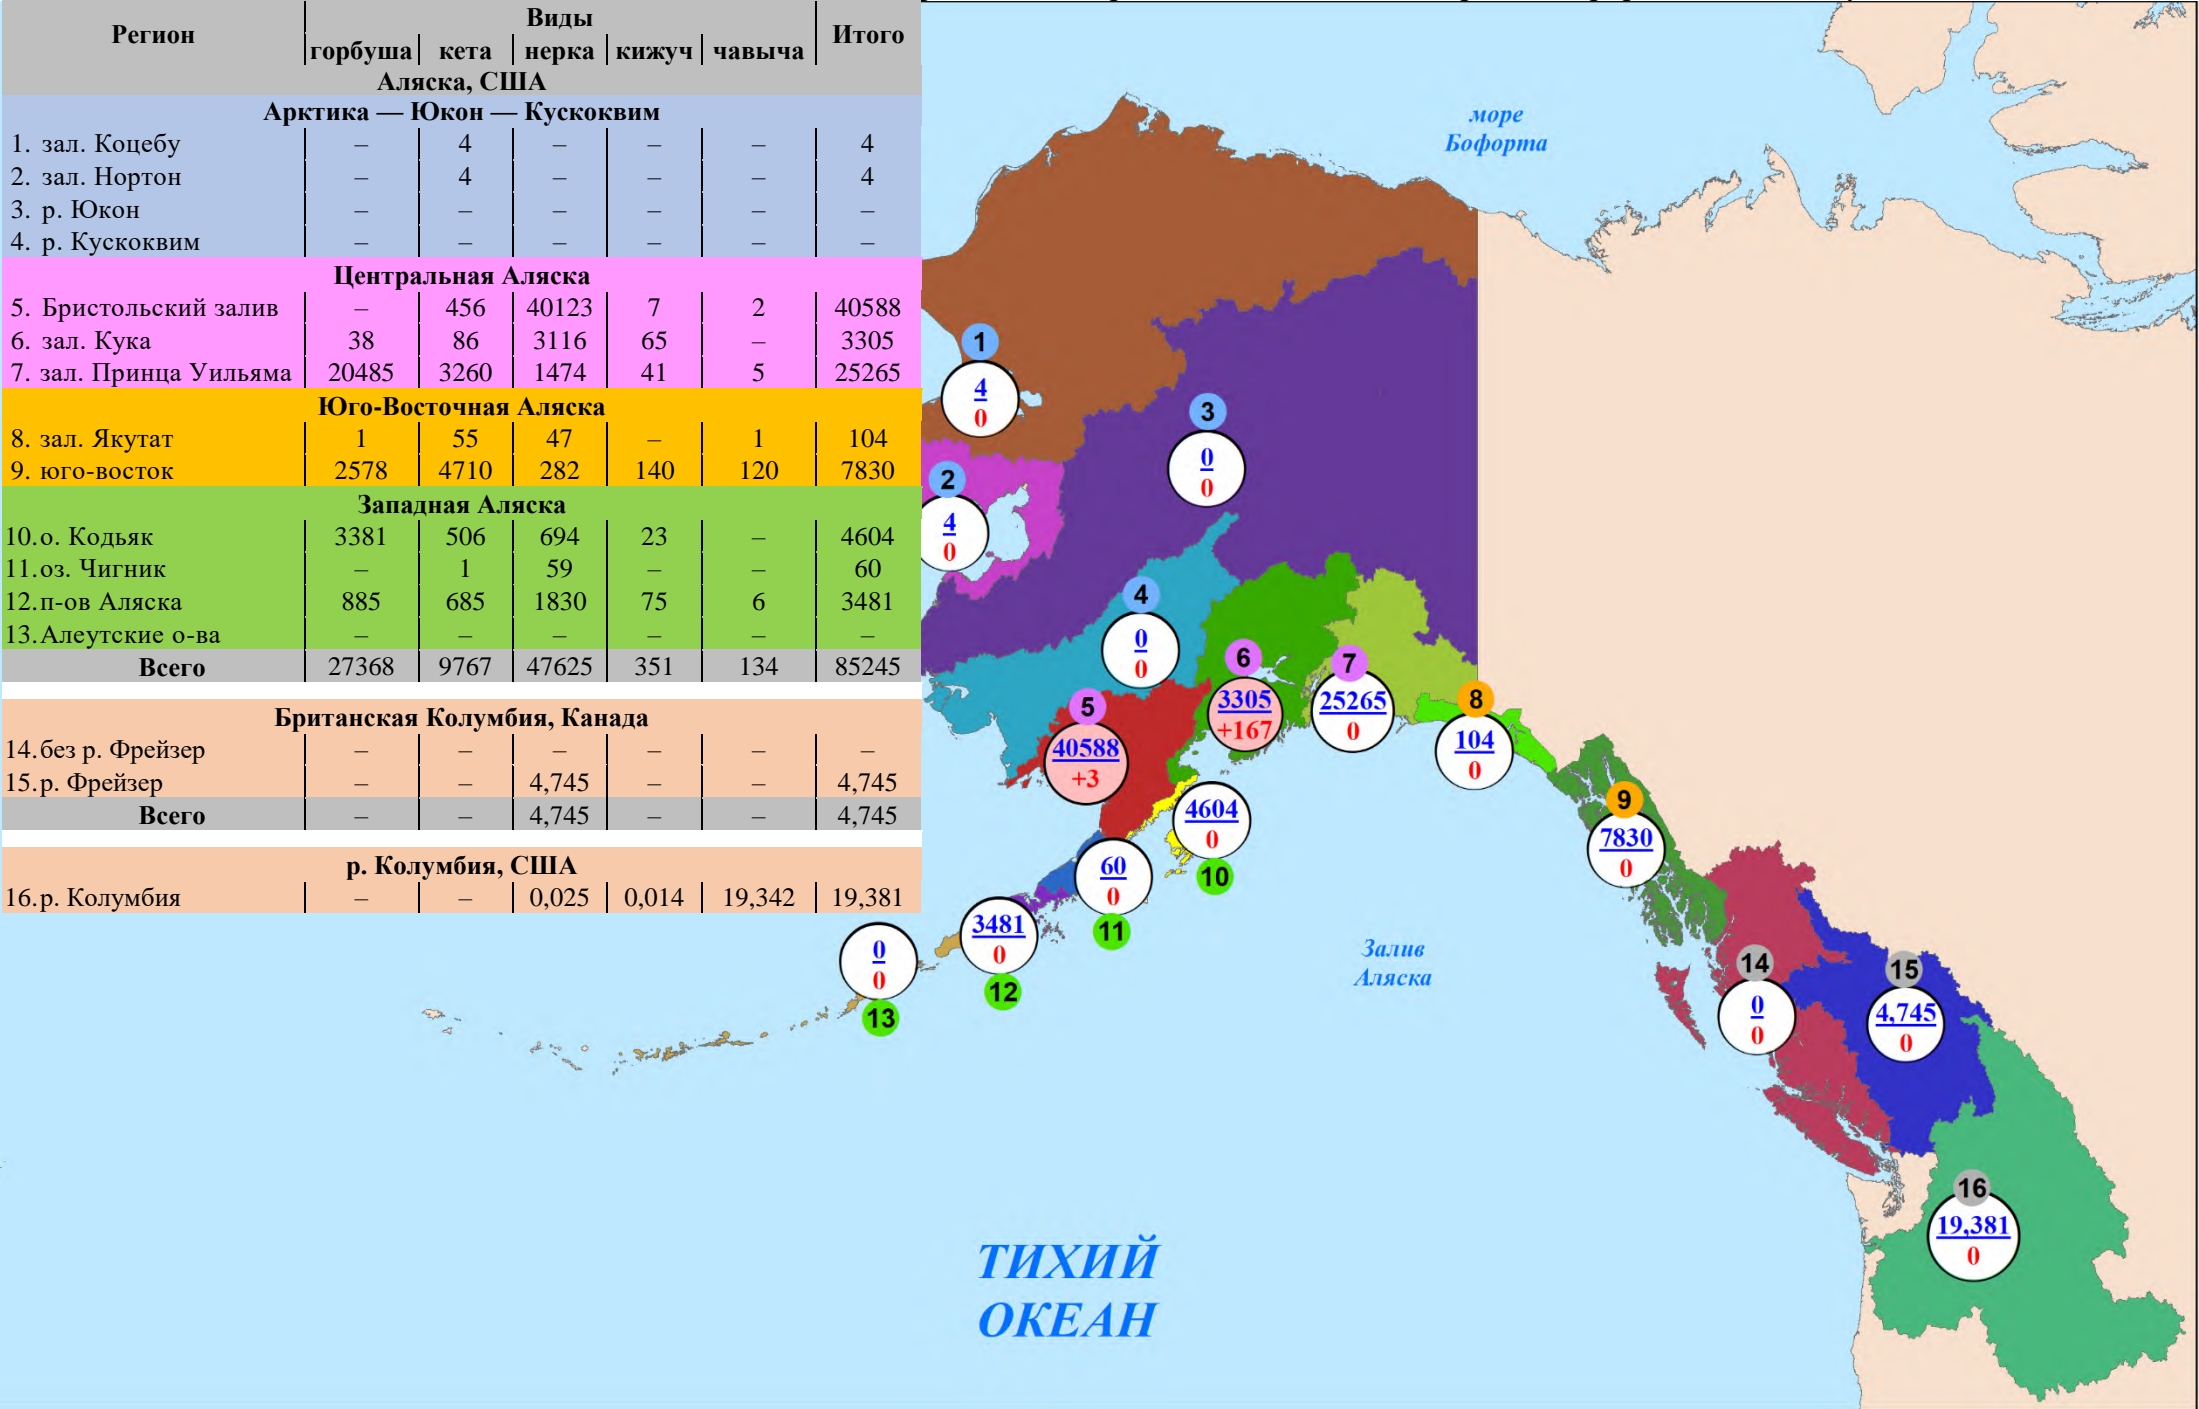 Регион Виды Итого
горбуша кета нерка кижуч чавыча
Аляска, США
Арктика — Юкон — Кускоквим
1. зал. Коцебу – 4 – – – 4
2. зал. Нортон – 4 – – – 4
3. р. Юкон – – – – – –
4. р. Кускоквим – – – – – –
Центральная Аляска
5. Бристольский залив – 456 40123 7 2 40588
6. зал. Кука 38 86 3116 65 – 3305
7. зал. Принца Уильяма 20485 3260 1474 41 5 25265
Юго-Восточная Аляска
8. зал. Якутат 1 55 47 – 1 104
9. юго-восток 2578 4710 282 140 120 7830
Западная Аляска
10.о. Кодьяк 3381 506 694 23 – 4604
11.оз. Чигник – 1 59 – – 60
12.п-ов Аляска 885 685 1830 75 6 3481
13.Алеутские о-ва – – – – – –
Всего 27368 9767 47625 351 134 85245
Британская Колумбия, Канада
14.без р. Фрейзер – – – – – –
15.р. Фрейзер – – 4,745 – – 4,745
Всего – – 4,745 – – 4,745
р. Колумбия, США
16.р. Колумбия – – 0,025 0,014 19,342 19,381
море
Бофорта
1
4
0
2
4
0
3
0
0
4
0
0
5
40588
+3
6
3305
+167
7
25265
0
8
104
0
9
7830
0
4604
0
10
60
0
11
3481
0
12
0
0
13
14
0
0
15
4,745
0
16
19,381
0
Залив
Аляска
ТИХИЙ
ОКЕАН